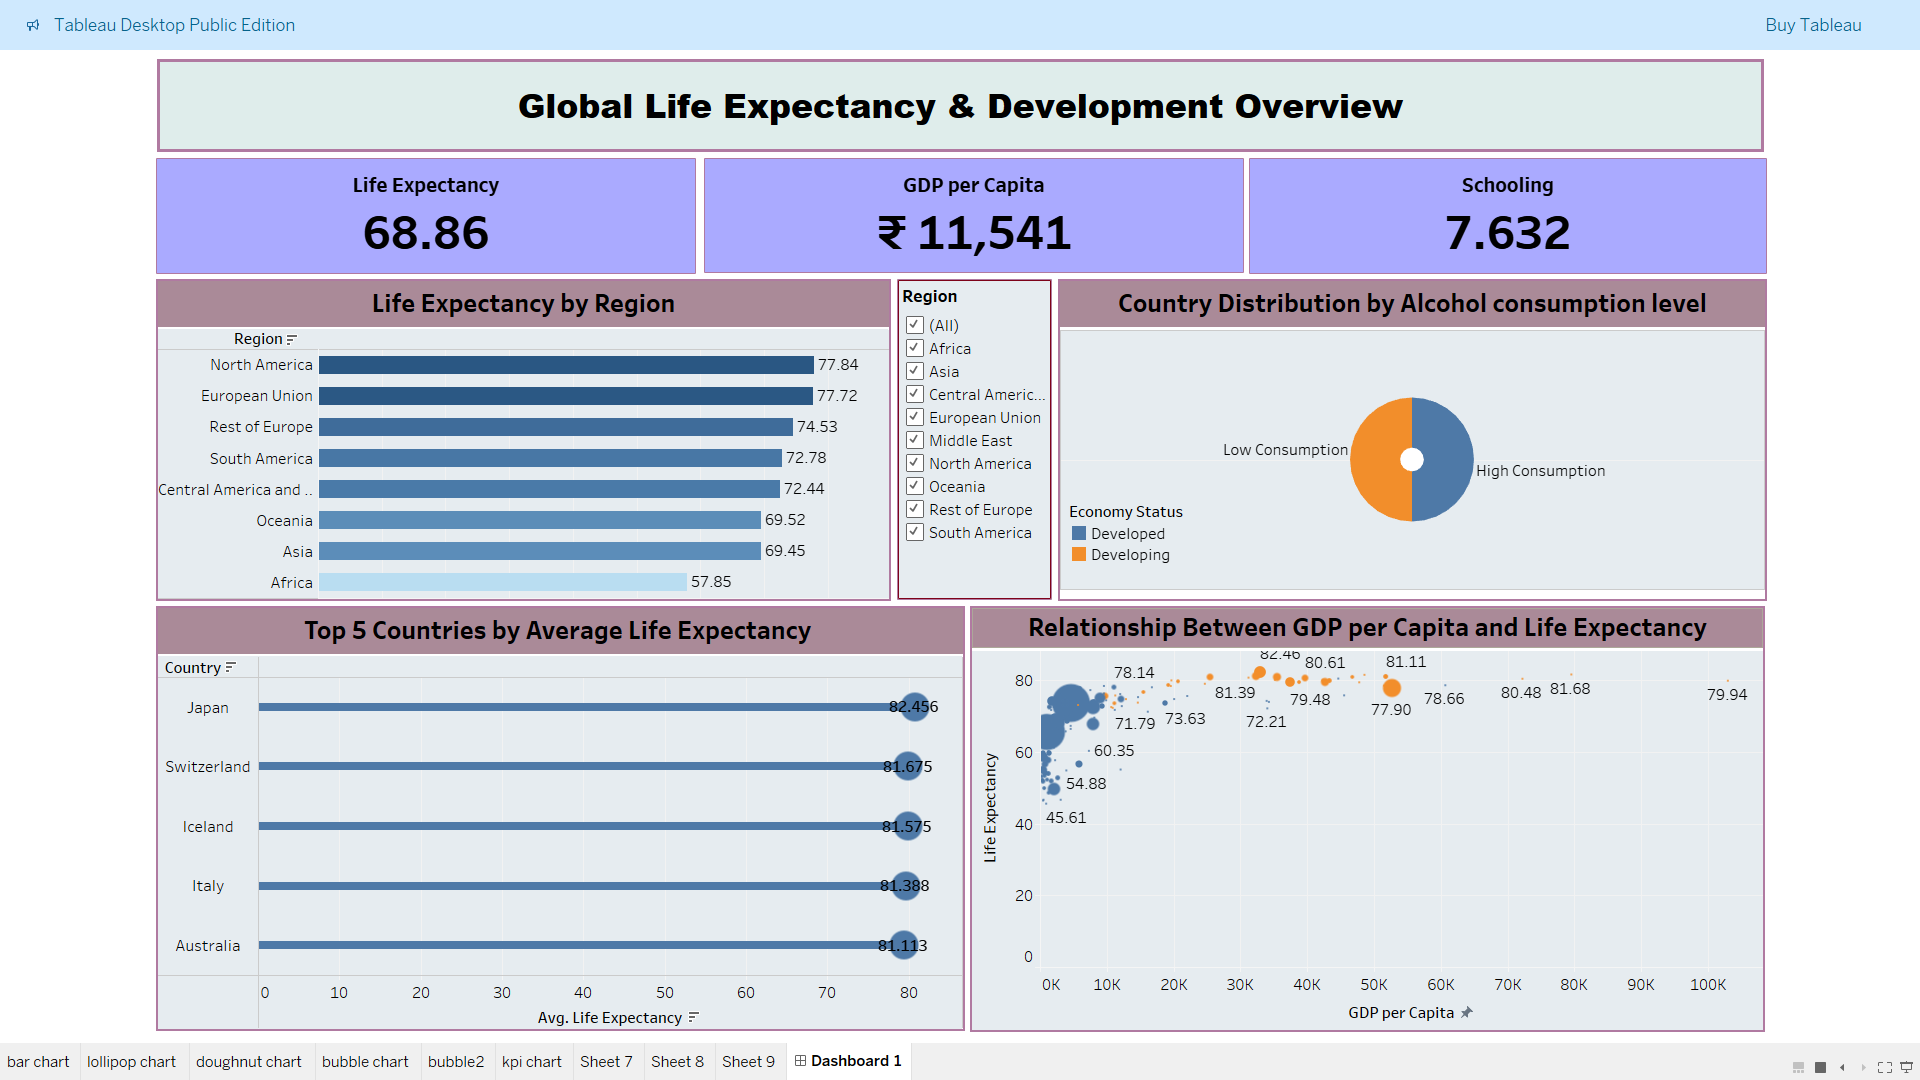 Tableau Desktop Public Edition
Buy Tableau
Global Life Expectancy & Development Overview
Life Expectancy
68.86
GDP per Capita
₹ 11,541
Schooling
7.632
Life Expectancy by Region
Region
North America 77.84
European Union 77.72
Rest of Europe 74.53
South America 72.78
Central America and .. 72.44
Oceania 69.52
Asia 69.45
Africa 57.85
Region
(All)
Africa
Asia
Central Americ...
European Union
Middle East
North America
Oceania
Rest of Europe
South America
Country Distribution by Alcohol consumption level
Low Consumption
High Consumption
Economy Status
Developed
Developing
Top 5 Countries by Average Life Expectancy
Country
Japan 82.456
Switzerland 81.675
Iceland 81.575
Italy 81.388
Australia 81.113
0 10 20 30 40 50 60 70 80
Avg. Life Expectancy
Relationship Between GDP per Capita and Life Expectancy
Life Expectancy
80
60
40
20
0
82.46
80.61
81.11
78.14
81.39
79.48
77.90
78.66
80.48
81.68
79.94
71.79
73.63
72.21
60.35
54.88
45.61
0K 10K 20K 30K 40K 50K 60K 70K 80K 90K 100K
GDP per Capita
bar chart
lollipop chart
doughnut chart
bubble chart
bubble2
kpi chart
Sheet 7
Sheet 8
Sheet 9
Dashboard 1